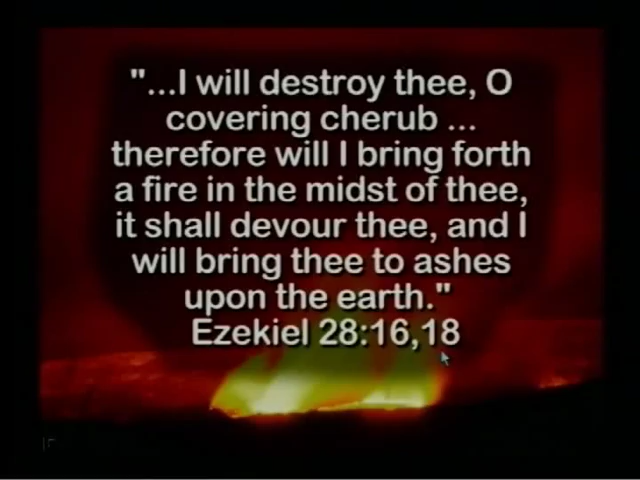 "...I will destroy thee, O
covering cherub ...
therefore will I bring forth
a fire in the midst of thee,
it shall devour thee, and I
will bring thee to ashes
upon the earth."
Ezekiel 28:16,18